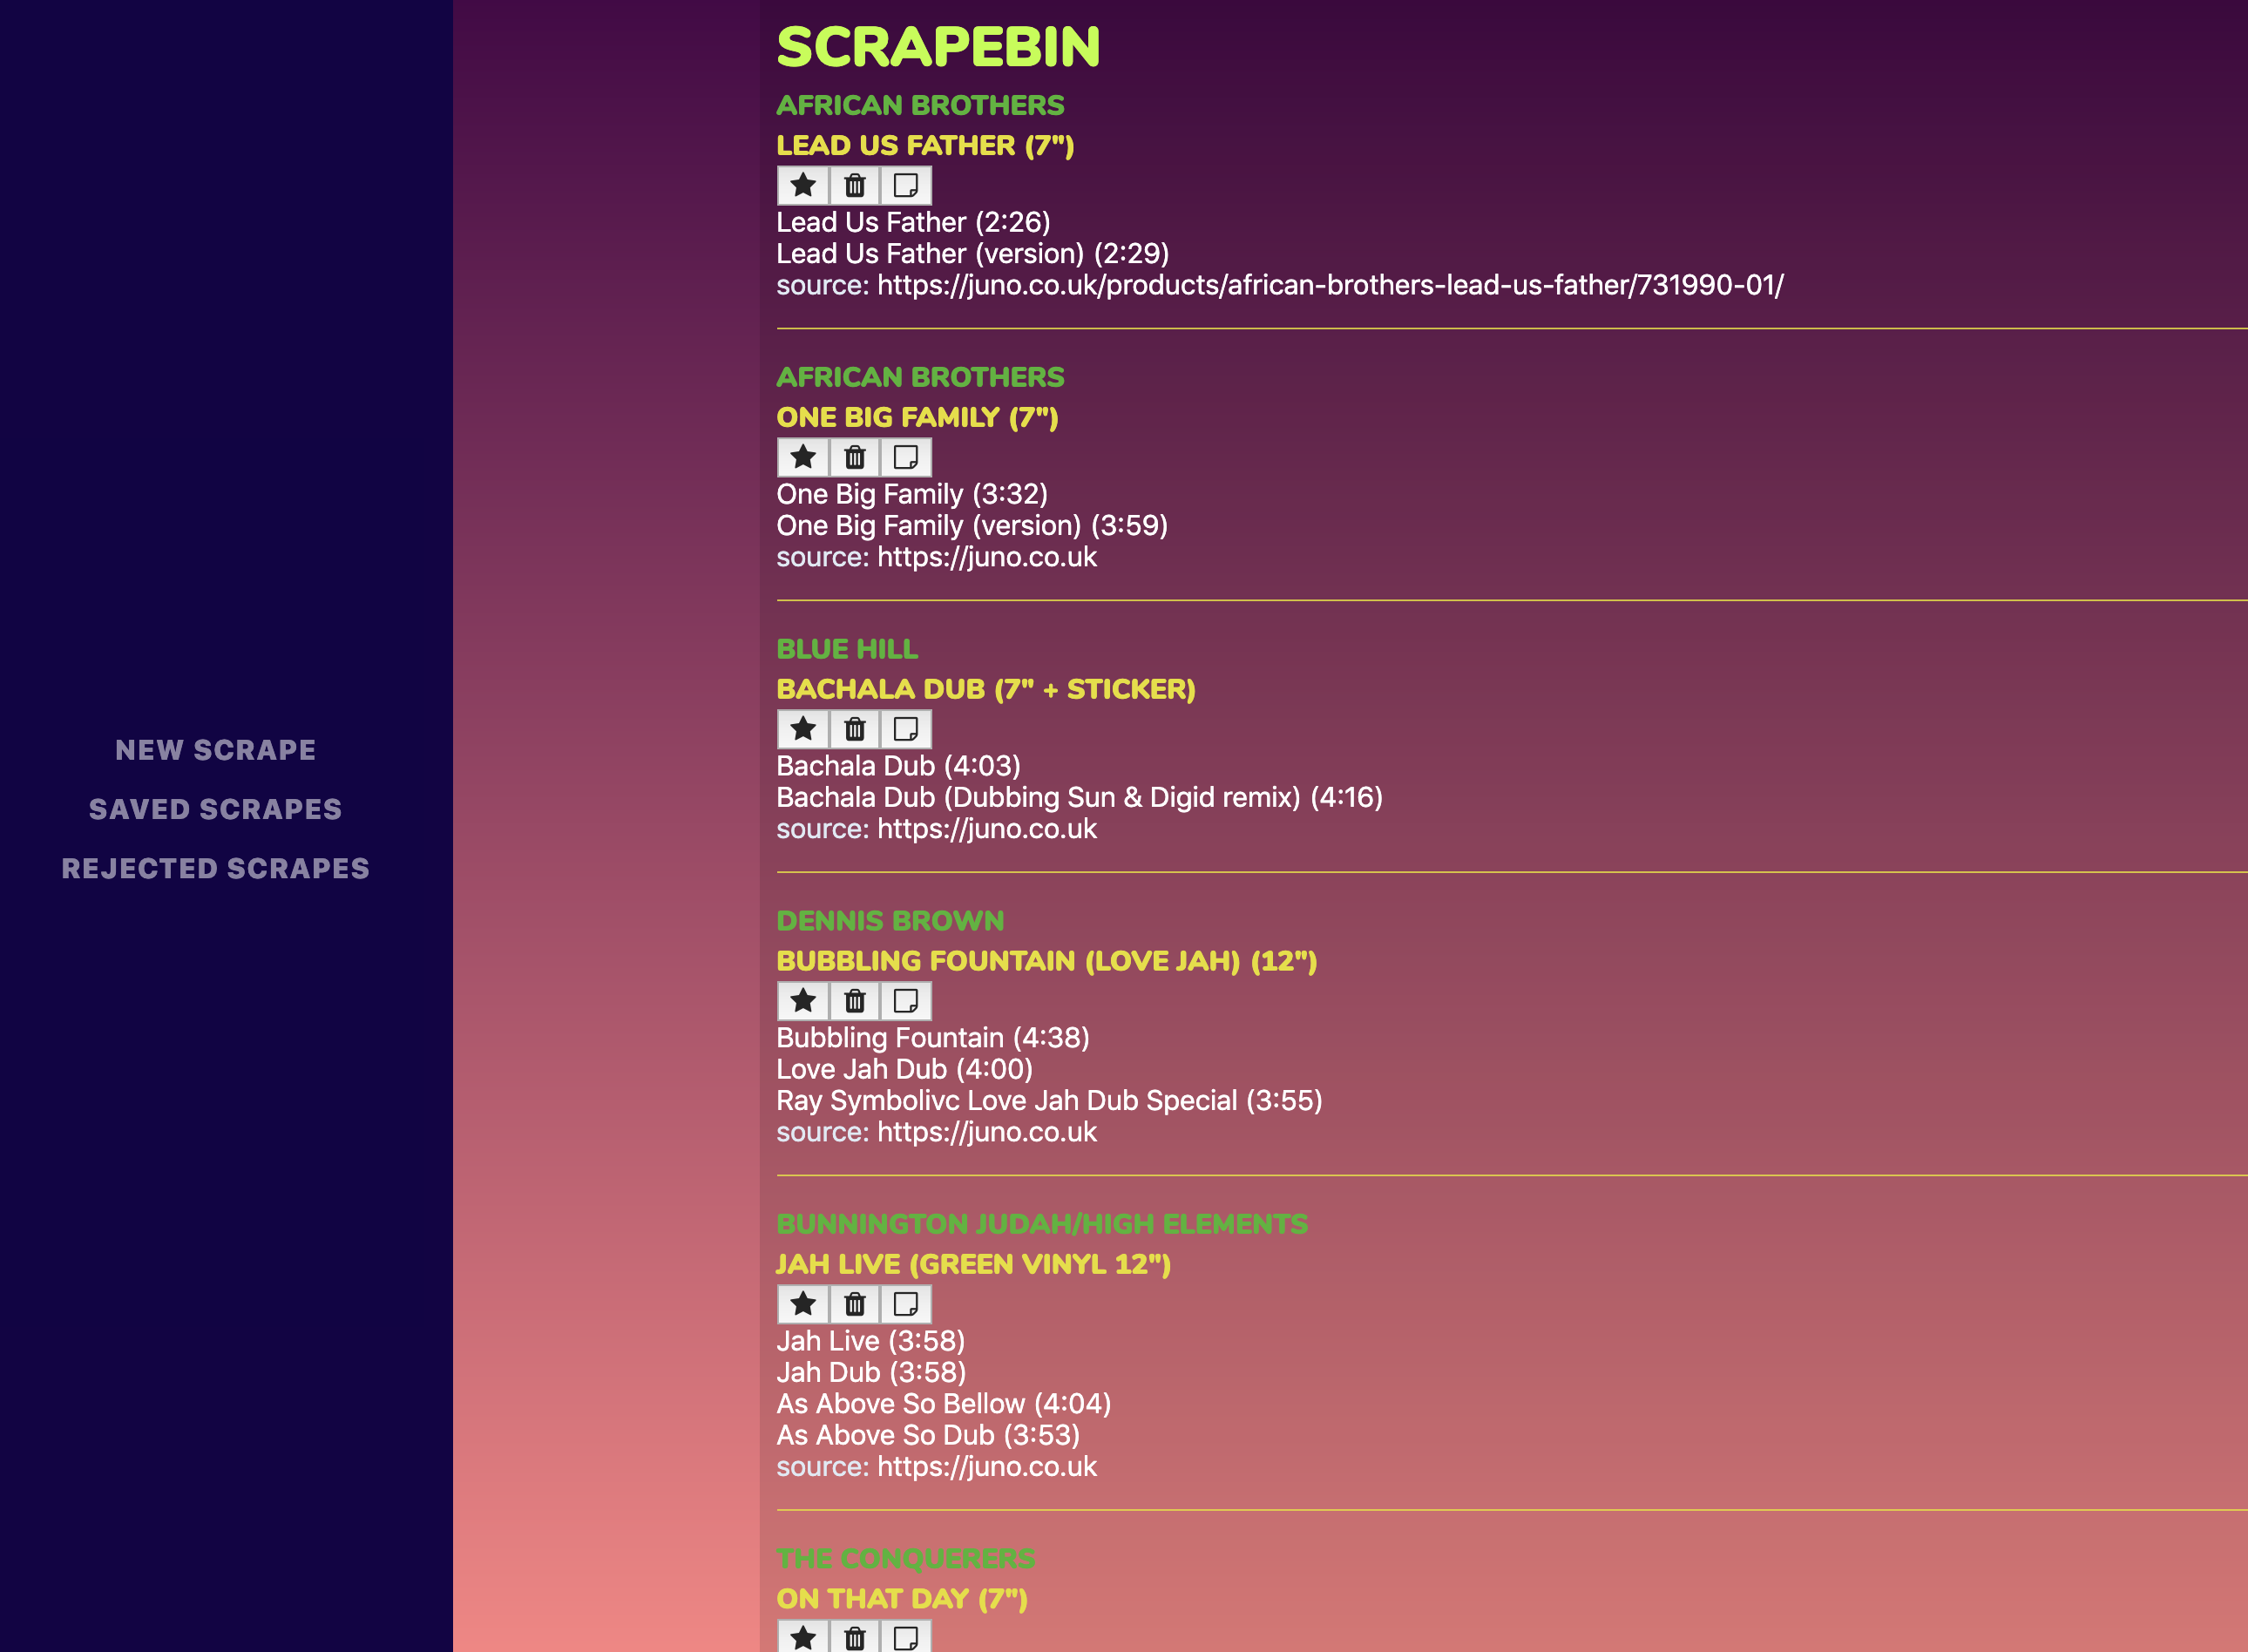 SCRAPEBIN
AFRICAN BROTHERS
LEAD US FATHER (7")
Lead Us Father (2:26)
Lead Us Father (version) (2:29)
source: https://juno.co.uk/products/african-brothers-lead-us-father/731990-01/
AFRICAN BROTHERS
ONE BIG FAMILY (7")
One Big Family (3:32)
One Big Family (version) (3:59)
source: https://juno.co.uk
BLUE HILL
BACHALA DUB (7" + STICKER)
Bachala Dub (4:03)
Bachala Dub (Dubbing Sun & Digid remix) (4:16)
source: https://juno.co.uk
DENNIS BROWN
BUBBLING FOUNTAIN (LOVE JAH) (12")
Bubbling Fountain (4:38)
Love Jah Dub (4:00)
Ray Symbolivc Love Jah Dub Special (3:55)
source: https://juno.co.uk
BUNNINGTON JUDAH/HIGH ELEMENTS
JAH LIVE (GREEN VINYL 12")
Jah Live (3:58)
Jah Dub (3:58)
As Above So Bellow (4:04)
As Above So Dub (3:53)
source: https://juno.co.uk
THE CONQUERERS
ON THAT DAY (7")
NEW SCRAPE
SAVED SCRAPES
REJECTED SCRAPES